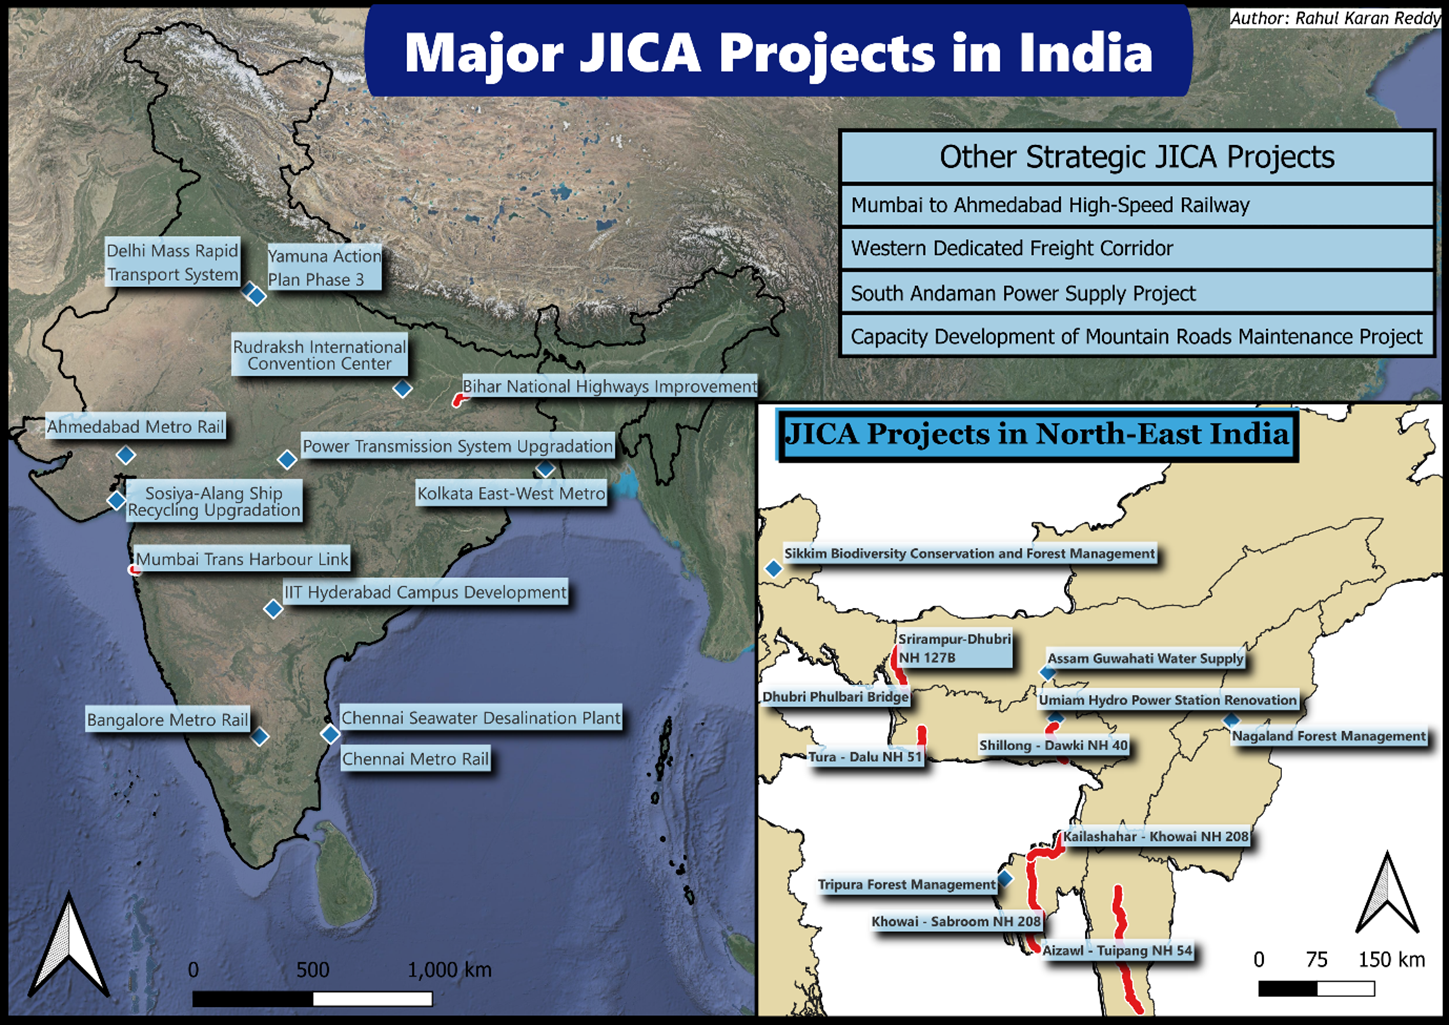 Author: Rahul Karan Reddy
Major JICA Projects in India
Other Strategic JICA Projects
Mumbai to Ahmedabad High-Speed Railway
Western Dedicated Freight Corridor
South Andaman Power Supply Project
Capacity Development of Mountain Roads Maintenance Project
Delhi Mass Rapid
Transport System
Yamuna Action
Plan Phase 3
Rudraksh International
Convention Center
Bihar National Highways Improvement
Ahmedabad Metro Rail
Power Transmission System Upgradation
Kolkata East-West Metro
Sosiya-Alang Ship
Recycling Upgradation
Mumbai Trans Harbour Link
IIT Hyderabad Campus Development
Bangalore Metro Rail
Chennai Seawater Desalination Plant
Chennai Metro Rail
0 500 1,000 km
JICA Projects in North-East India
Sikkim Biodiversity Conservation and Forest Management
Srirampur-Dhubri
NH 127B
Assam Guwahati Water Supply
Dhubri Phulbari Bridge
Umiam Hydro Power Station Renovation
Nagaland Forest Management
Shillong - Dawki NH 40
Tura - Dalu NH 51
Kailashahar - Khowai NH 208
Tripura Forest Management
Khowai - Sabroom NH 208
Aizawl - Tuipang NH 54
0 75 150 km